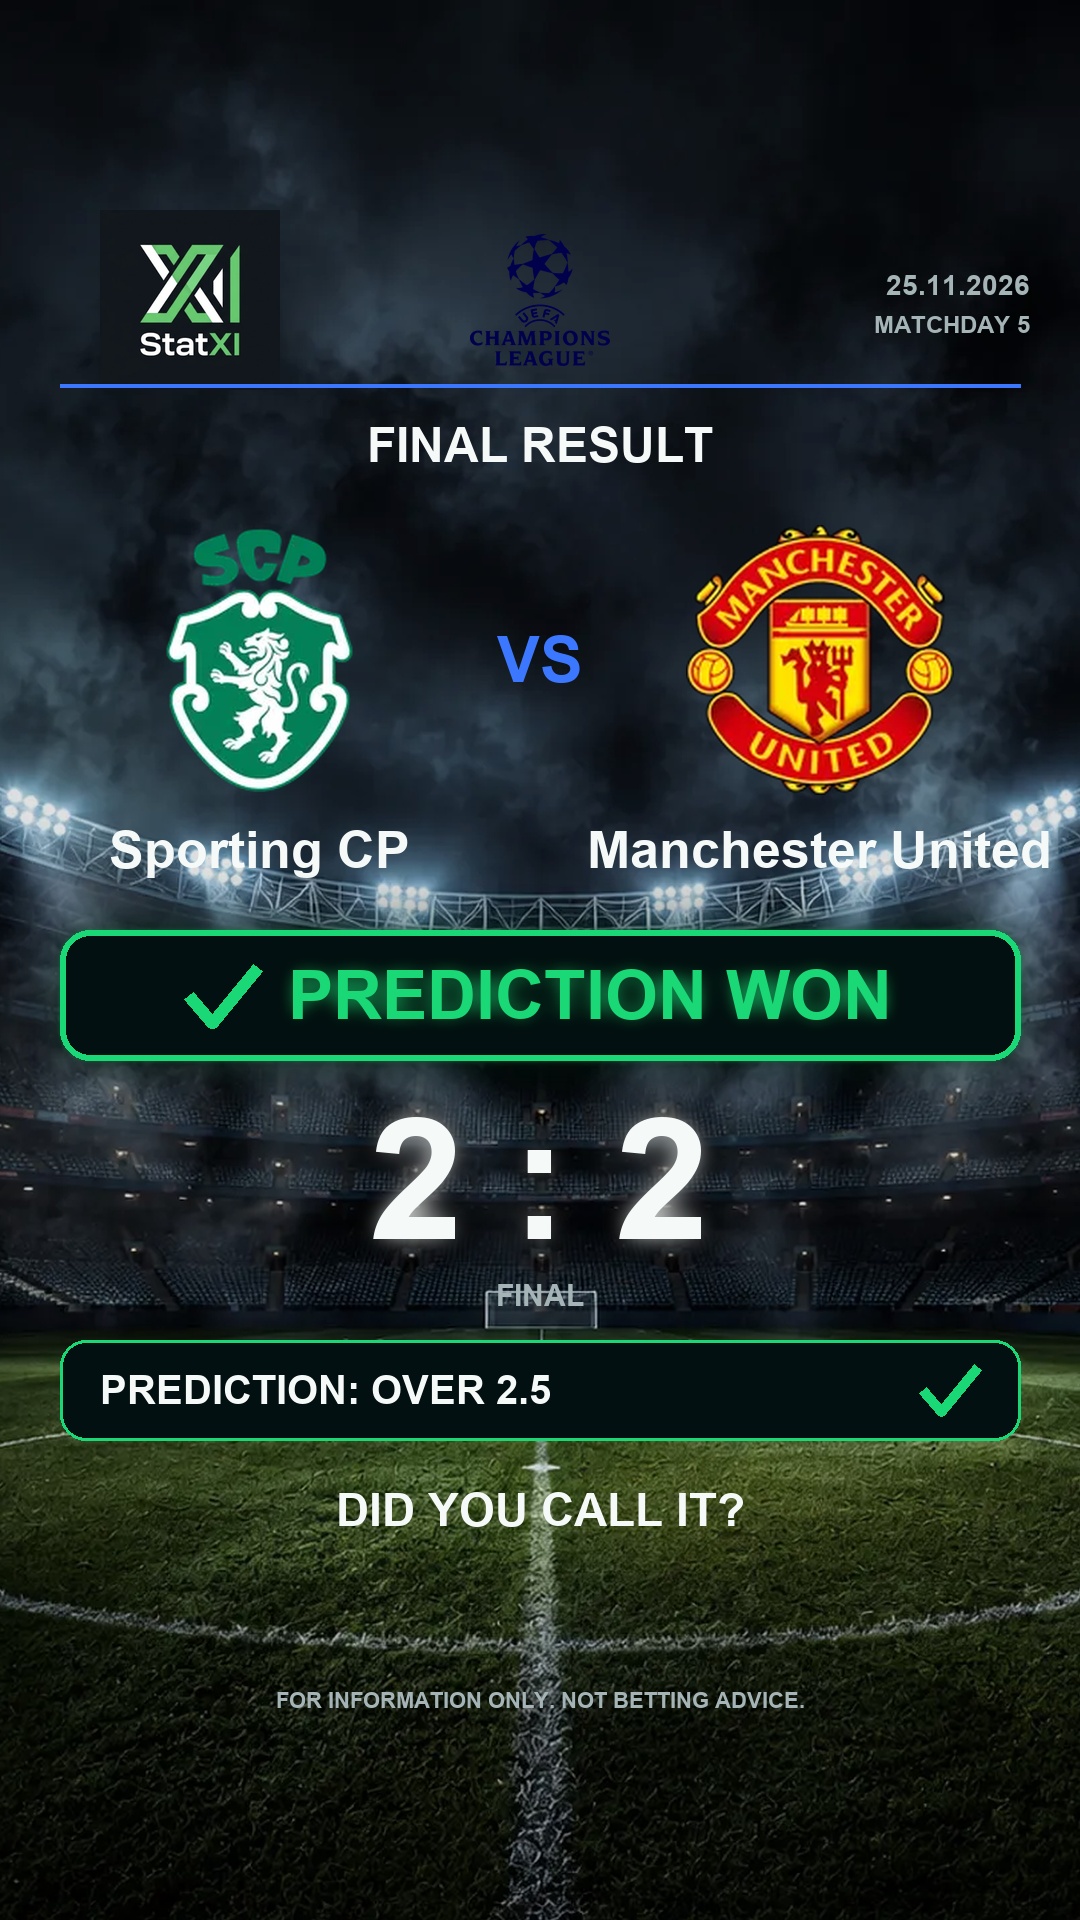 StatXI
UEFA
CHAMPIONS
LEAGUE
25.11.2026
MATCHDAY 5
FINAL RESULT
SCP
MANCHESTER
UNITED
VS
Sporting CP
Manchester United
PREDICTION WON
2 : 2
FINAL
PREDICTION: OVER 2.5
DID YOU CALL IT?
FOR INFORMATION ONLY. NOT BETTING ADVICE.